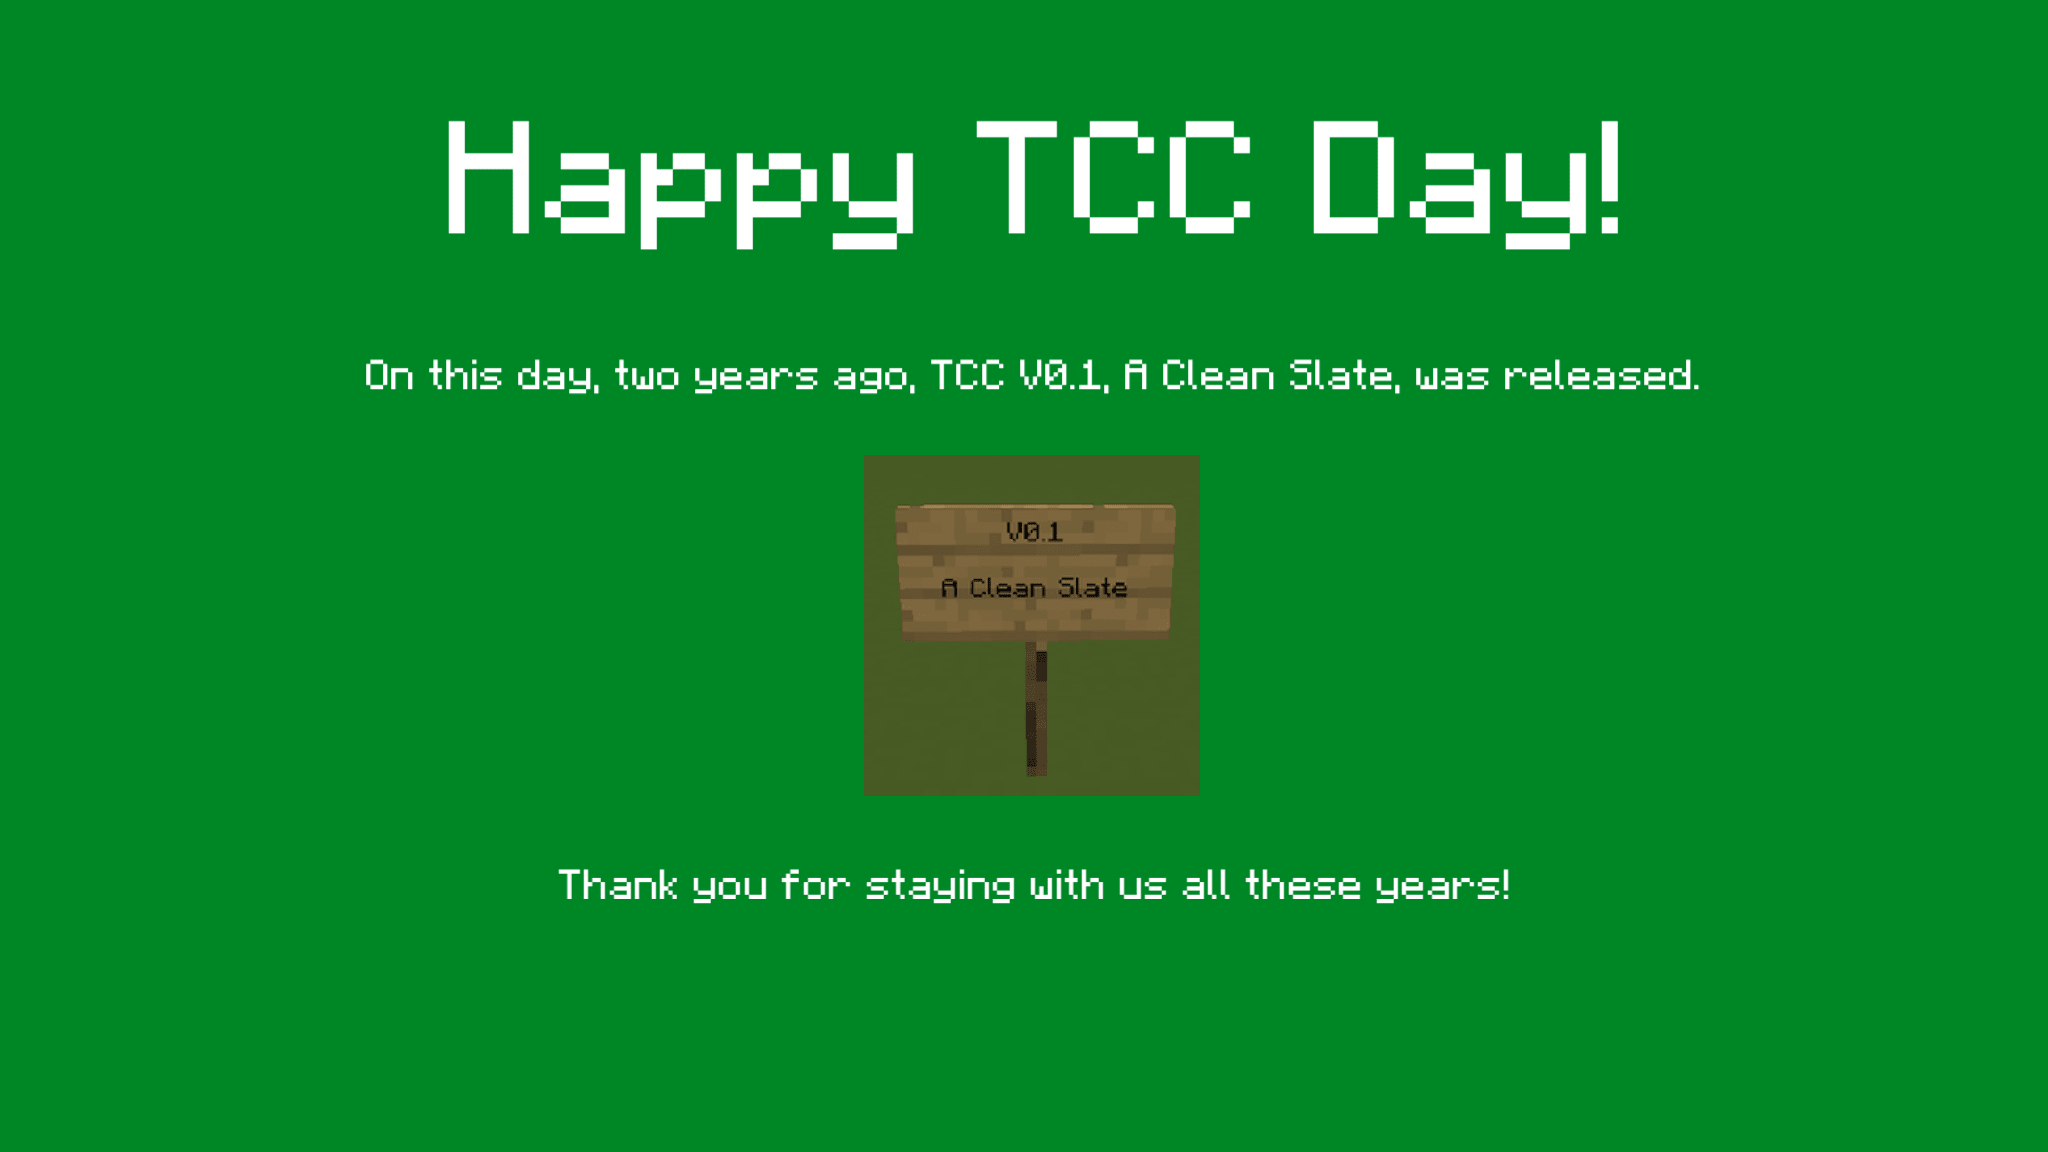 Happy TCC Day!
On this day, two years ago, TCC V0.1, A Clean Slate, was released.
V0.1
A Clean Slate
Thank you for staying with us all these years!